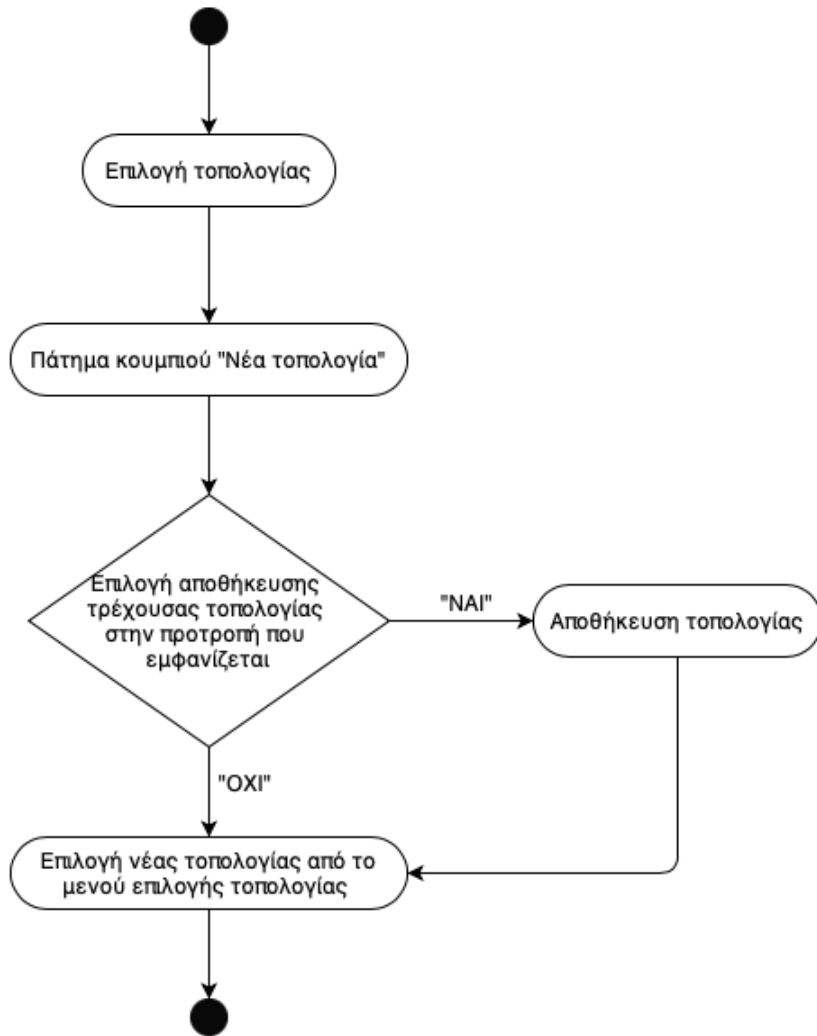 Επιλογή τοπολογίας
Πάτημα κουμπιού "Νέα τοπολογία"
Επιλογή αποθήκευσης
τρέχουσας τοπολογίας
στην προτροπή που
εμφανίζεται
"ΝΑΙ"
Αποθήκευση τοπολογίας
"ΟΧΙ"
Επιλογή νέας τοπολογίας από το
μενού επιλογής τοπολογίας